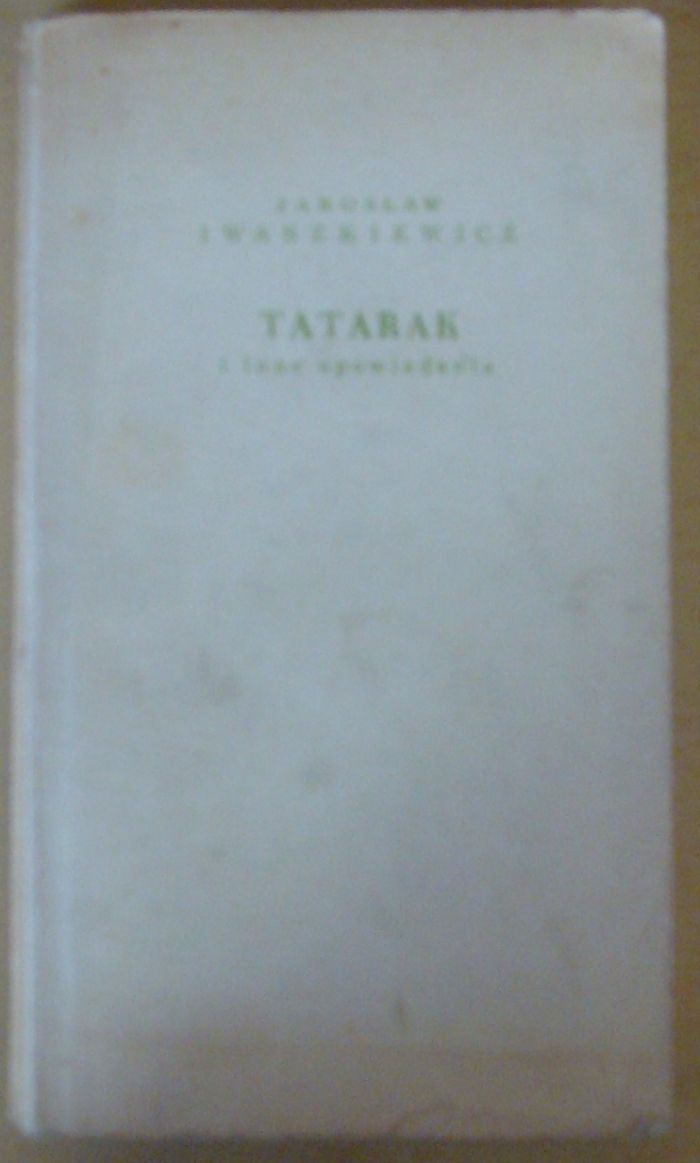 JAROSŁAW
IWASZKIEWICZ
TATARAK
i inne opowiadania